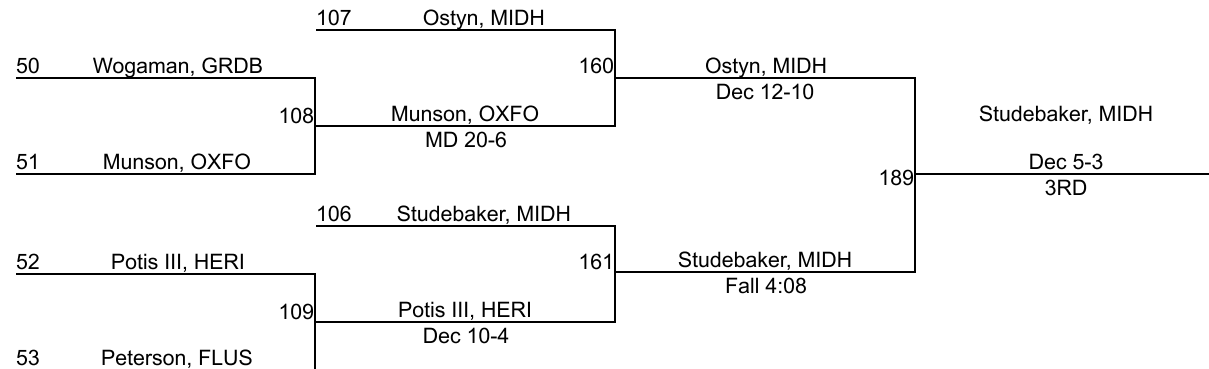 107 Ostyn, MIDH
50 Wogaman, GRDB
160 Ostyn, MIDH
Dec 12-10
108 Munson, OXFO
MD 20-6
Studebaker, MIDH
51 Munson, OXFO
Dec 5-3
189
3RD
106 Studebaker, MIDH
52 Potis III, HERI
161 Studebaker, MIDH
Fall 4:08
109 Potis III, HERI
Dec 10-4
53 Peterson, FLUS